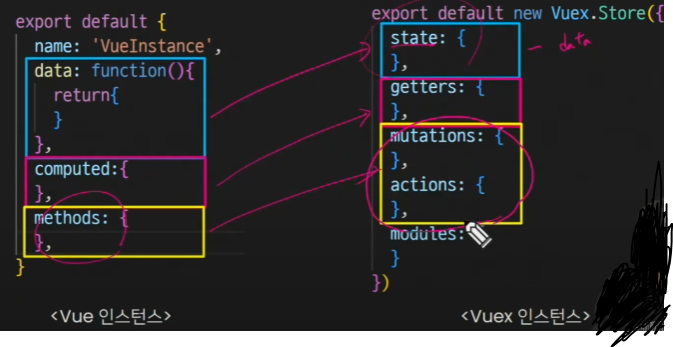 export default {
name: 'VueInstance',
data: function(){
return{
}
},
computed:{
},
methods: {
},
}
<Vue 인스턴스>
export default new Vuex.Store({
state: {
},
- data
getters: {
},
mutations: {
},
actions: {
},
modules:
}
})
<Vuex 인스턴스>